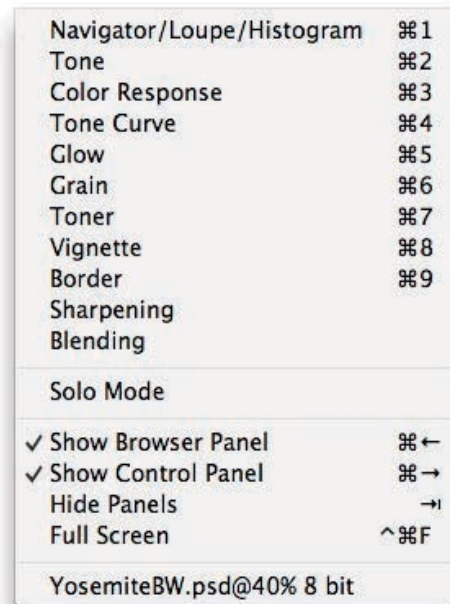 Navigator/Loupe/Histogram ⌘1
Tone ⌘2
Color Response ⌘3
Tone Curve ⌘4
Glow ⌘5
Grain ⌘6
Toner ⌘7
Vignette ⌘8
Border ⌘9
Sharpening
Blending
Solo Mode
✓ Show Browser Panel ⌘←
✓ Show Control Panel ⌘→
Hide Panels ⇥
Full Screen ^⌘F
YosemiteBW.psd@40% 8 bit